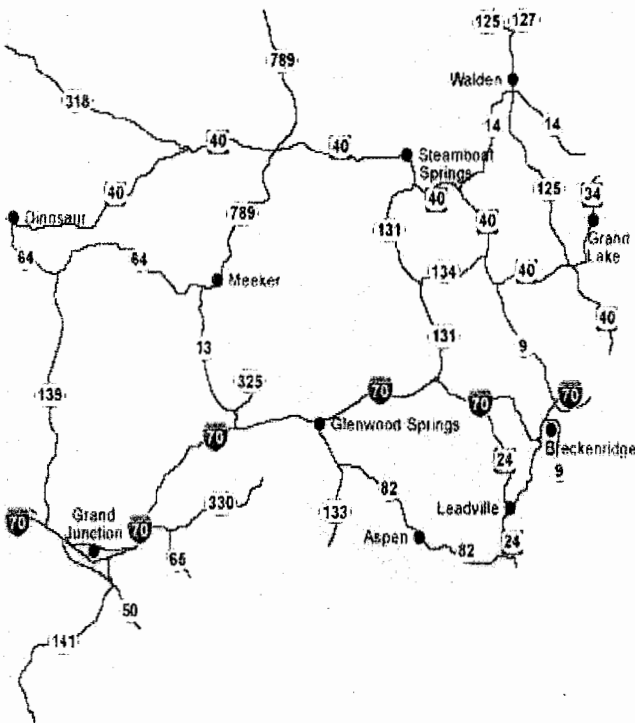 125 127
789
Walden
318
14 14
40 40
Steamboat
Springs
40
125
34
40
Dinosaur
789
131
40
Grand
Lake
64
64
134
40
Meeker
40
131
13
9
139
325
70
70
70
70
Glenwood Springs
Breckenridge
24
82
9
330
133
Leadville
70
Grand
Junction
70
Aspen
24
82
65
50
141